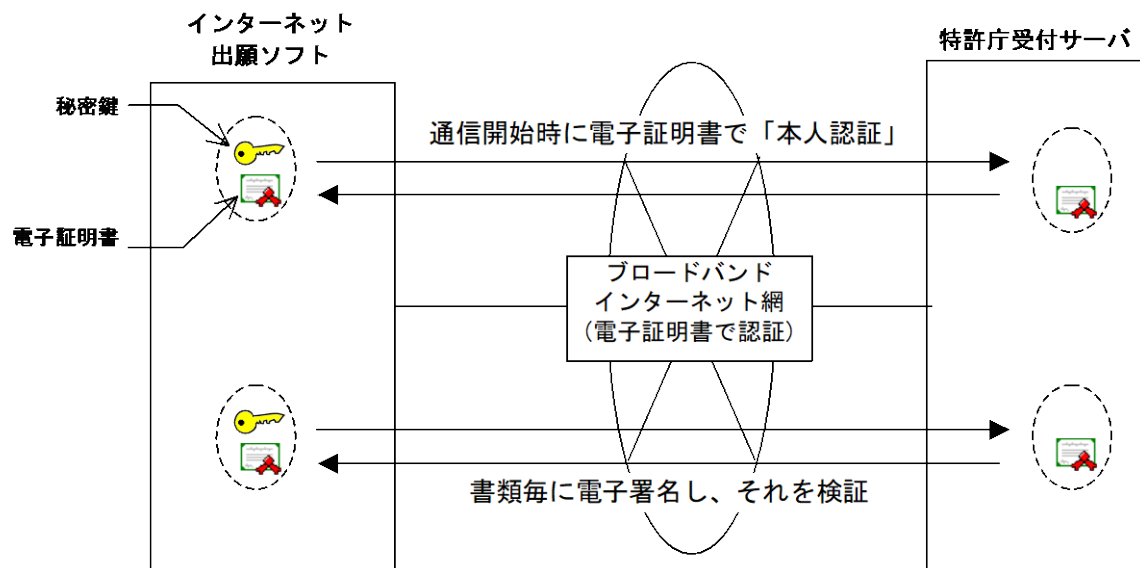 インターネット
出願ソフト
特許庁受付サーバ
秘密鍵
通信開始時に電子証明書で「本人認証」
電子証明書
ブロードバンド
インターネット網
(電子証明書で認証)
書類毎に電子署名し、それを検証